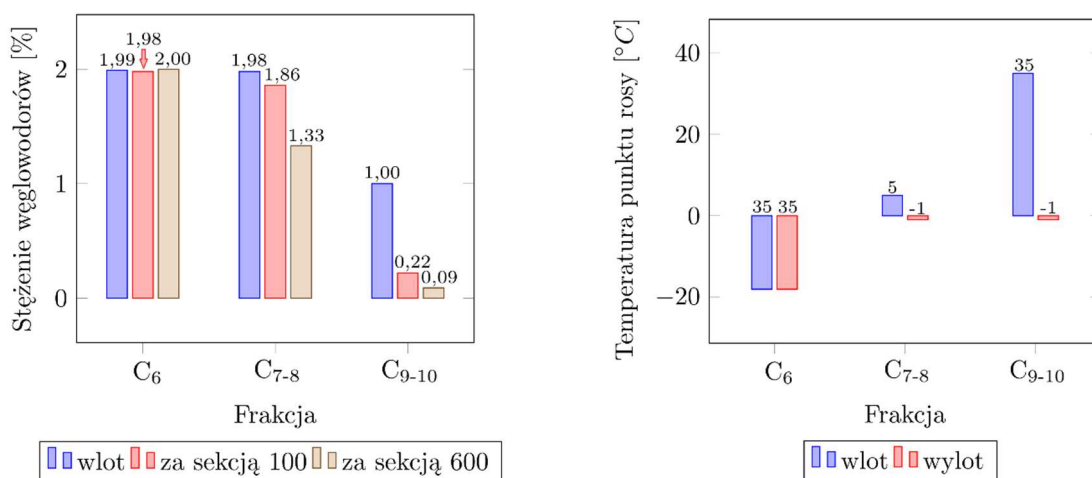 Stężenie węglowodorów [%]
2
1
0
1,98
1,99
2,00
1,98
1,86
1,33
1,00
0,22
0,09
C6
C7-8
C9-10
Frakcja
wlot za sekcją 100 za sekcją 600
Temperatura punktu rosy [°C]
40
20
0
−20
35 35
5
-1
35
-1
C6
C7-8
C9-10
Frakcja
wlot wylot